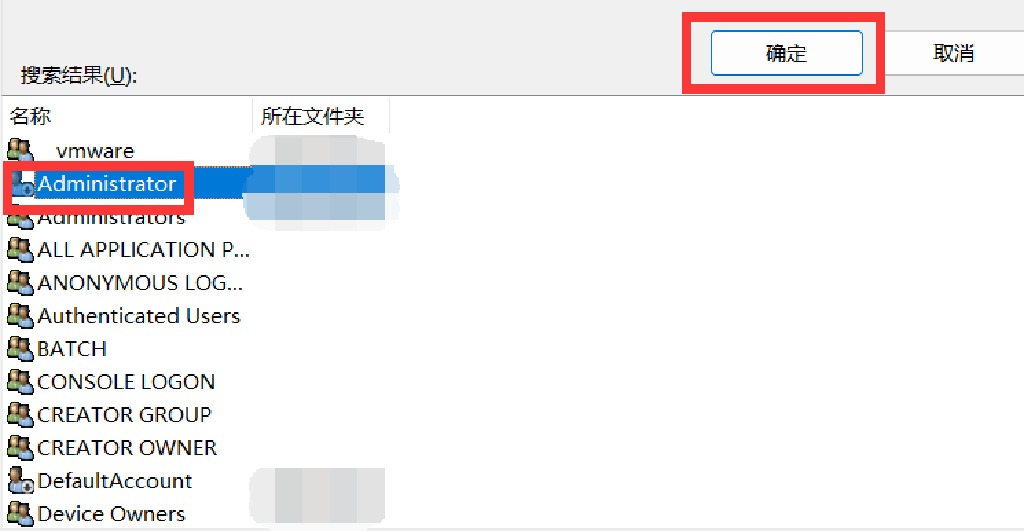 确定
取消
搜索结果(U):
名称 所在文件夹
__vmware__
Administrator
Administrators
ALL APPLICATION P...
ANONYMOUS LOG...
Authenticated Users
BATCH
CONSOLE LOGON
CREATOR GROUP
CREATOR OWNER
DefaultAccount
Device Owners